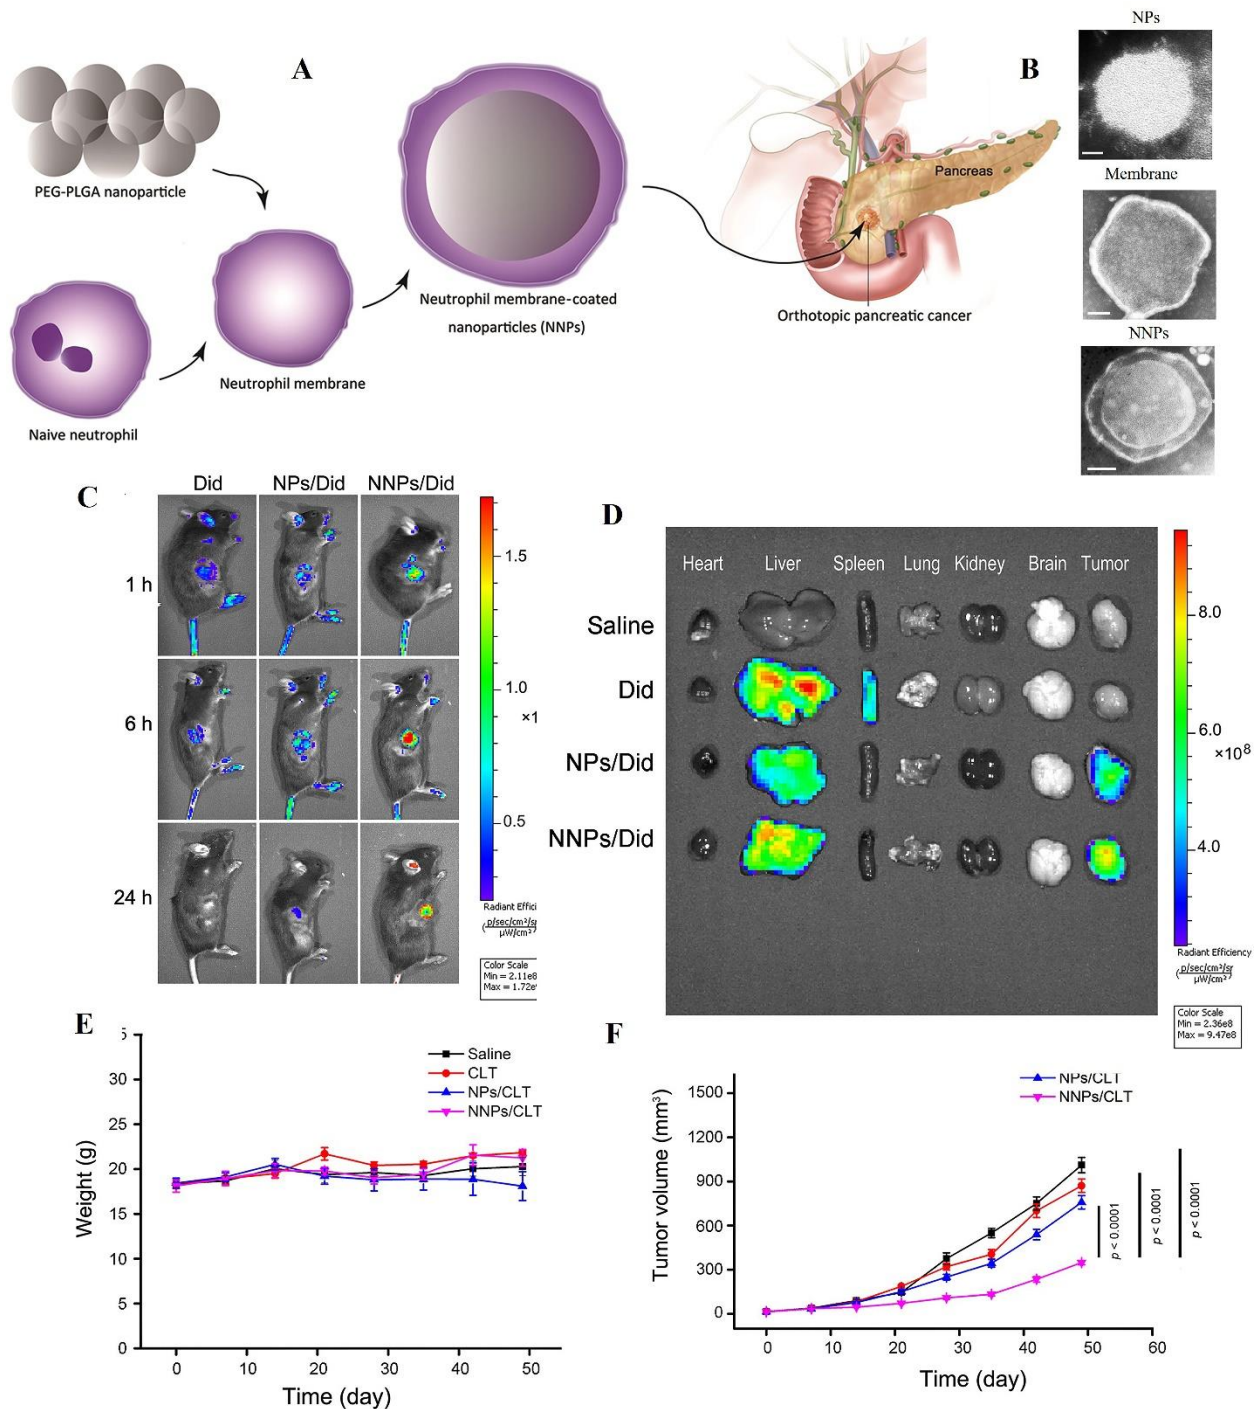 A
PEG-PLGA nanoparticle
Naive neutrophil
Neutrophil membrane
Neutrophil membrane-coated
nanoparticles (NNPs)
Pancreas
Orthotopic pancreatic cancer
B
NPs
Membrane
NNPs
C
Did NPs/Did NNPs/Did
1 h
6 h
24 h
1.5
1.0
×1
0.5
Radiant Effici
(p/sec/cm²/sr
µW/cm²)
Color Scale
Min = 2.11e8
Max = 1.72e
D
Heart Liver Spleen Lung Kidney Brain Tumor
Saline
Did
NPs/Did
NNPs/Did
8.0
6.0
×10⁸
4.0
Radiant Efficiency
(p/sec/cm²/sr
µW/cm²)
Color Scale
Min = 2.36e8
Max = 9.47e8
E
Saline
CLT
NPs/CLT
NNPs/CLT
Weight (g)
5
30
25
20
15
10
5
0
0 10 20 30 40 50
Time (day)
F
NPs/CLT
NNPs/CLT
Tumor volume (mm³)
1500
1200
900
600
300
0
0 10 20 30 40 50 60
Time (day)
p < 0.0001
p < 0.0001
p < 0.0001